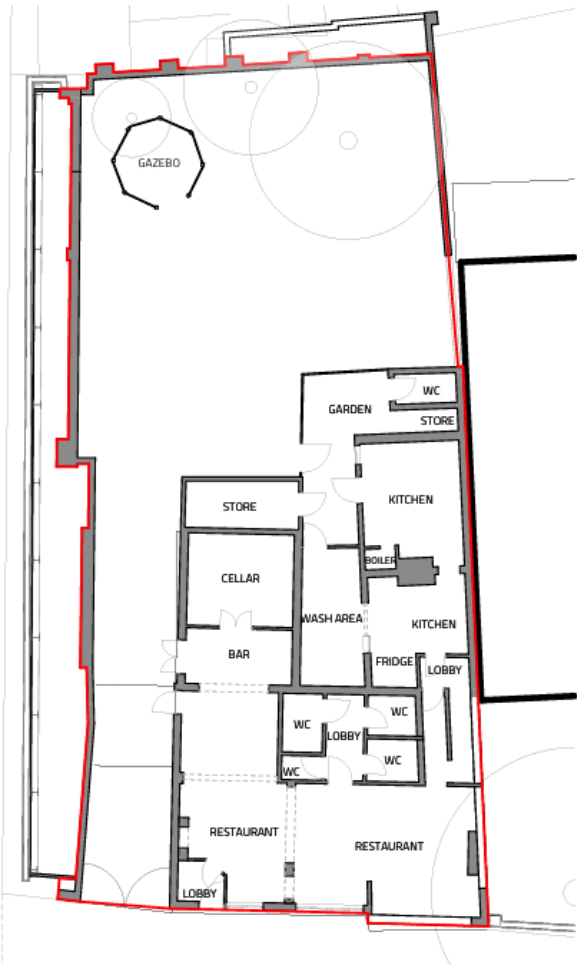 GAZEBO
WC
GARDEN
STORE
KITCHEN
STORE
BOILER
CELLAR
WASH AREA
KITCHEN
BAR
FRIDGE
LOBBY
WC
WC
LOBBY
WC
WC
RESTAURANT
RESTAURANT
LOBBY